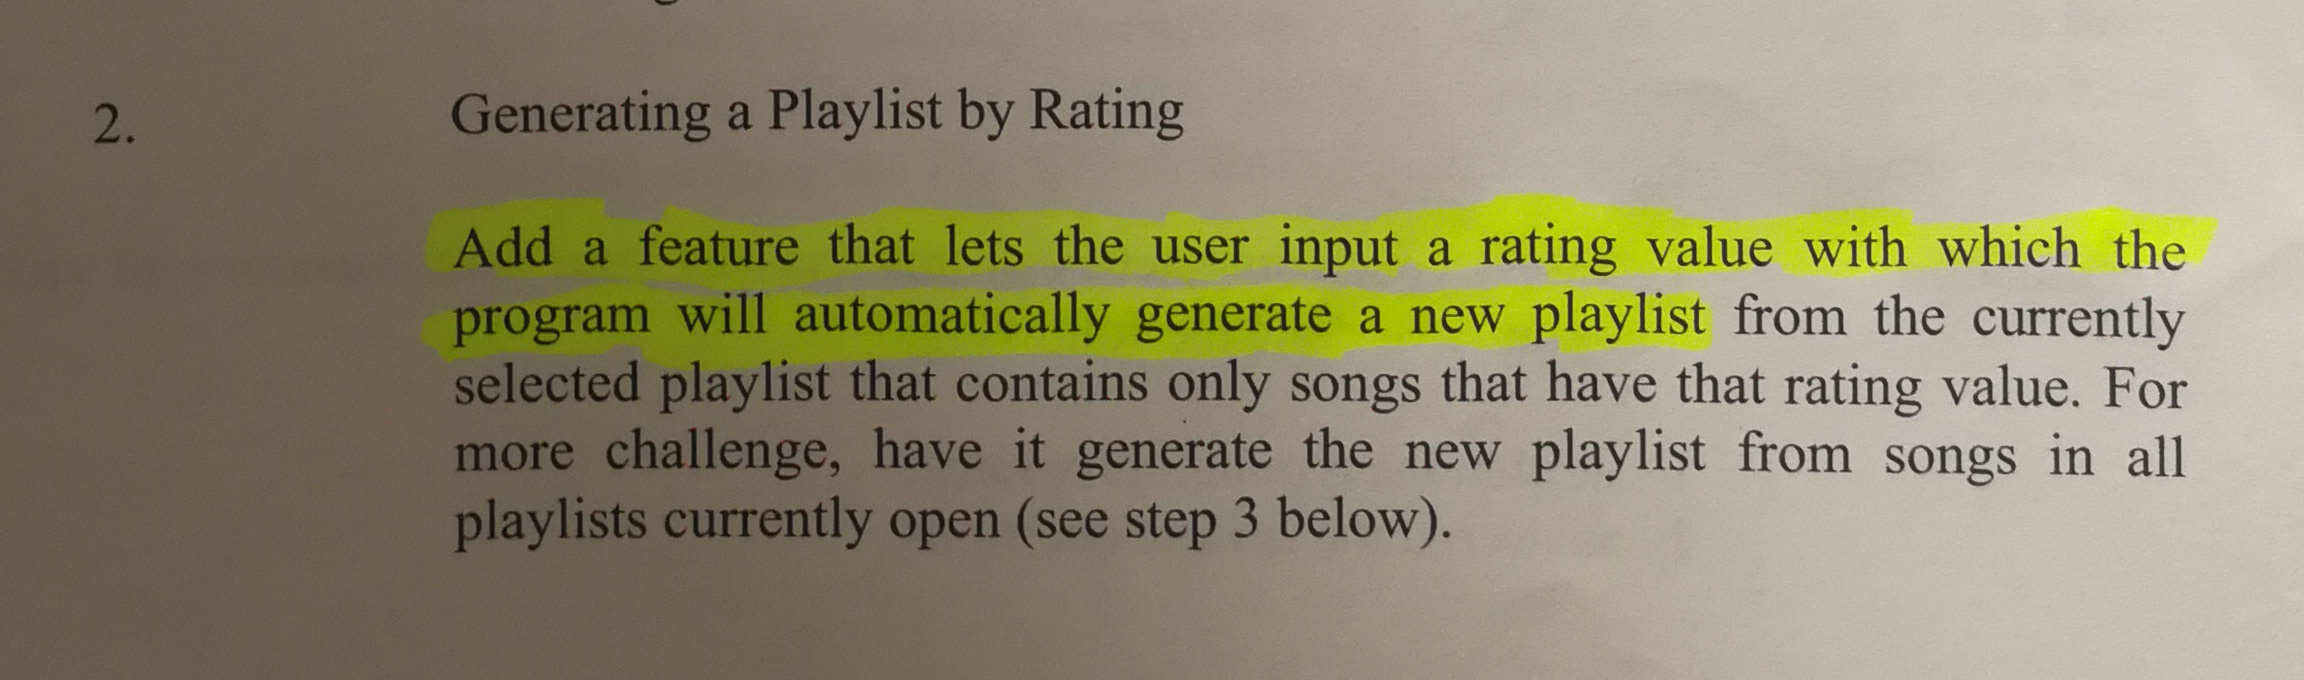 2.
Generating a Playlist by Rating
Add a feature that lets the user input a rating value with which the
program will automatically generate a new playlist from the currently
selected playlist that contains only songs that have that rating value. For
more challenge, have it generate the new playlist from songs in all
playlists currently open (see step 3 below).